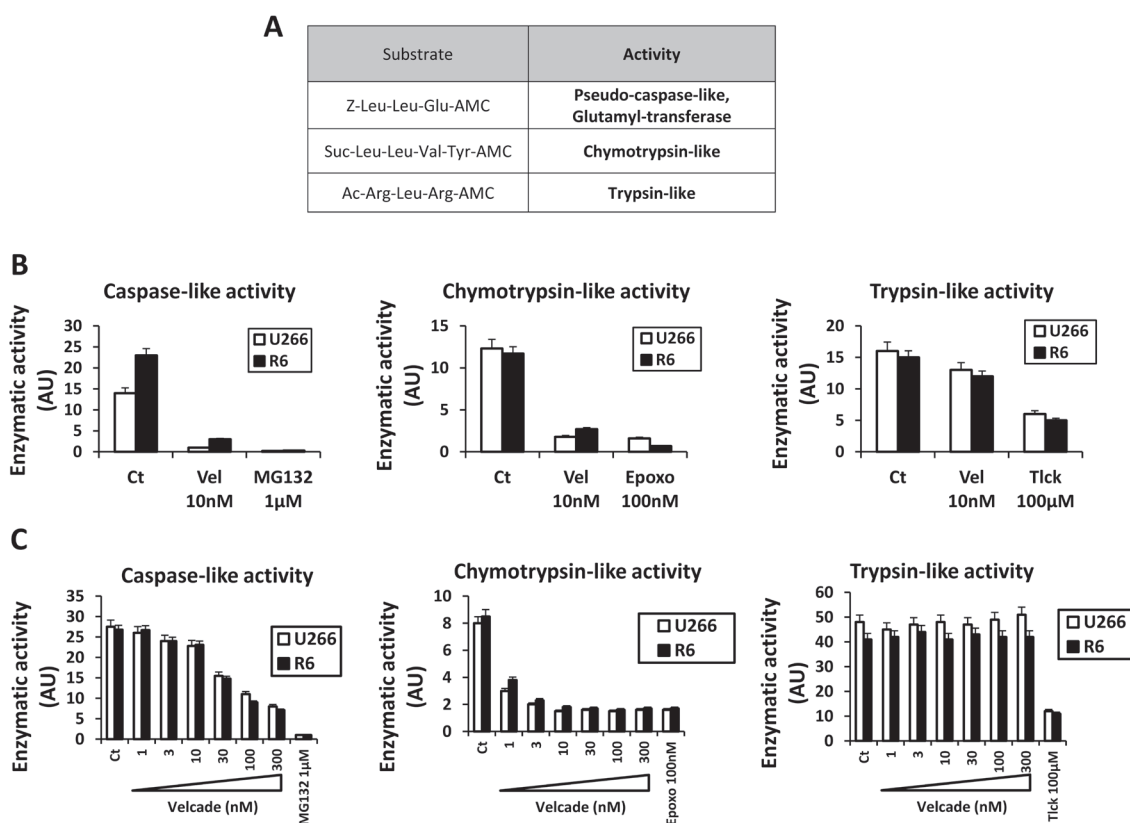 A
Substrate Activity
Z-Leu-Leu-Glu-AMC Pseudo-caspase-like,
Glutamyl-transferase
Suc-Leu-Leu-Val-Tyr-AMC Chymotrypsin-like
Ac-Arg-Leu-Arg-AMC Trypsin-like
B
Caspase-like activity
Enzymatic activity
(AU)
30
25
20
15
10
5
0
U266
R6
Ct
Vel
10nM
MG132
1μM
Chymotrypsin-like activity
Enzymatic activity
(AU)
15
10
5
0
U266
R6
Ct
Vel
10nM
Epoxo
100nM
Trypsin-like activity
Enzymatic activity
(AU)
20
15
10
5
0
U266
R6
Ct
Vel
10nM
Tlck
100μM
C
Caspase-like activity
Enzymatic activity
(AU)
35
30
25
20
15
10
5
0
U266
R6
Ct
1
3
10
30
100
300
MG132 1μM
Velcade (nM)
Chymotrypsin-like activity
Enzymatic activity
(AU)
10
8
6
4
2
0
U266
R6
Ct
1
3
10
30
100
300
Epoxo 100nM
Velcade (nM)
Trypsin-like activity
Enzymatic activity
(AU)
60
50
40
30
20
10
0
U266
R6
Ct
1
3
10
30
100
300
Tlck 100μM
Velcade (nM)